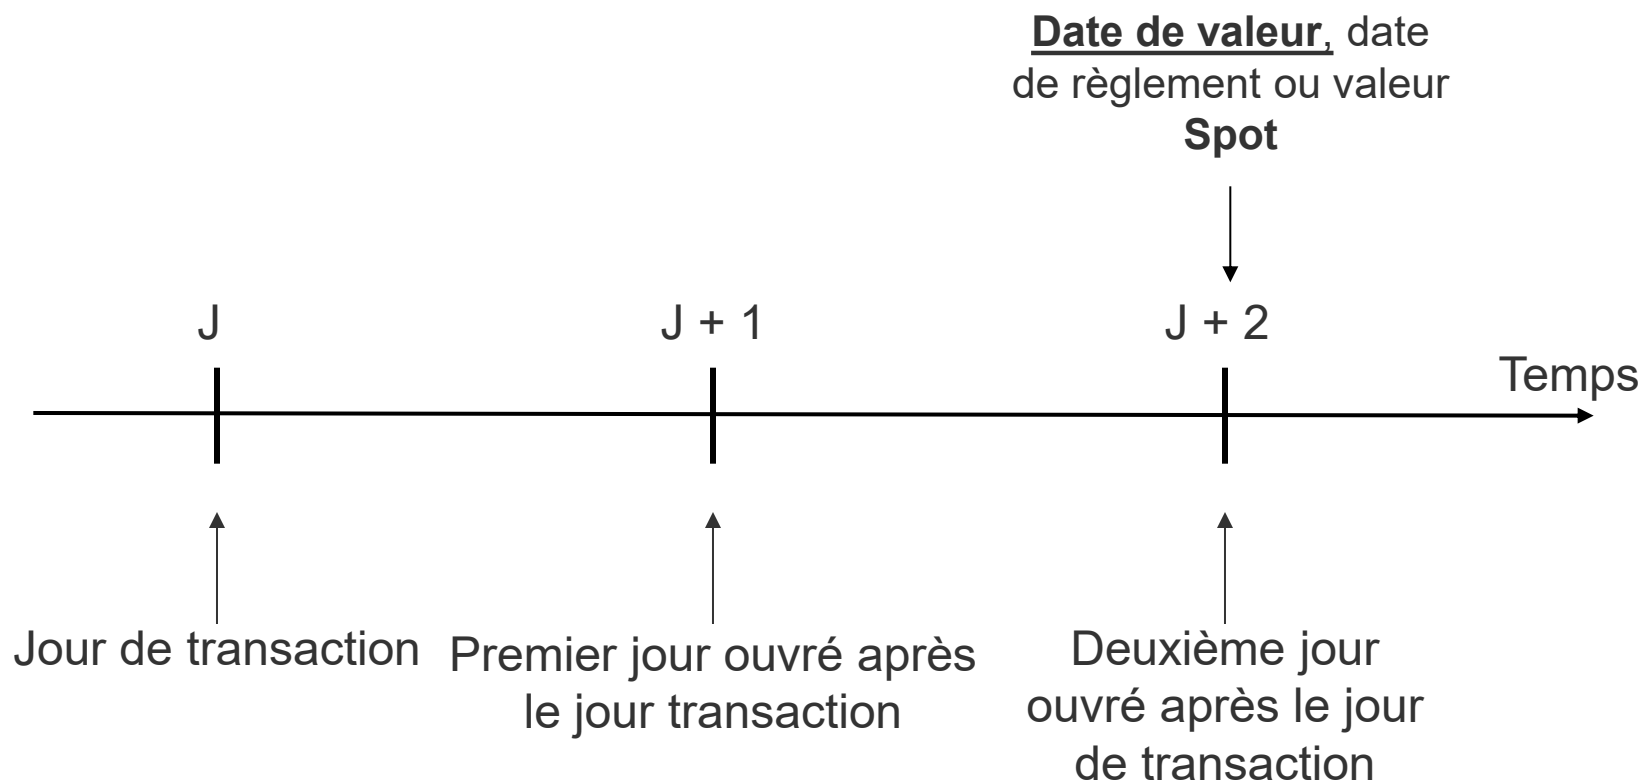 Date de valeur, date
de règlement ou valeur
Spot
J
J + 1
J + 2
Temps
Jour de transaction
Premier jour ouvré après
le jour transaction
Deuxième jour
ouvré après le jour
de transaction